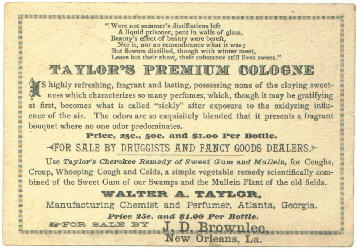 "Were not summer's distillations left
A liquid prisoner, pent in walls of glass,
Beauty's effect of beauty were bereft,
Nor it, nor no remembrance what it was;
But flowers distilled, though with winter meet,
Lease but their show, their substance still lives sweet."
TAYLOR'S PREMIUM COLOGNE
IS highly refreshing, fragrant and lasting, possessing none of the cloying sweet-
ness which characterizes so many perfumes, which, though it may be gratifying
at first, becomes what is called "sickly" after exposure to the oxidyzing influ-
ence of the air. The odors are so exquisitely blended that it presents a fragrant
bouquet where no one odor predominates.
Price, 25c., 50c. and $1.00 Per Bottle.
FOR SALE BY DRUGGISTS AND FANCY GOODS DEALERS.
Use Taylor's Cherokee Remedy of Sweet Gum and Mullein, for Coughs,
Croup, Whooping Cough and Colds, a simple vegetable remedy scientifically com-
bined of the Sweet Gum of our Swamps and the Mullein Plant of the old fields.
WALTER A. TAYLOR,
Manufacturing Chemist and Perfumer, Atlanta, Georgia.
Price 25c. and $1.00 Per Bottle.
FOR SALE BY J. D. Brownlee,
New Orleans, La.